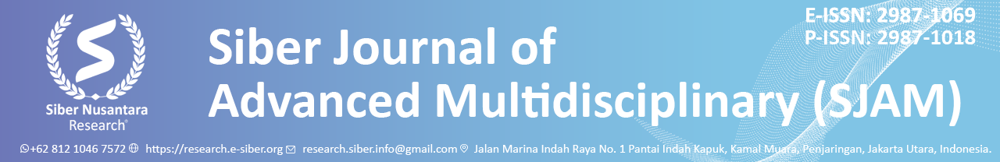 E-ISSN: 2987-1069
P-ISSN: 2987-1018
Siber Journal of
Advanced Multidisciplinary (SJAM)
S
Siber Nusantara
Research®
+62 812 1046 7572 https://research.e-siber.org research.siber.info@gmail.com Jalan Marina Indah Raya No. 1 Pantai Indah Kapuk, Kamal Muara, Penjaringan, Jakarta Utara, Indonesia.